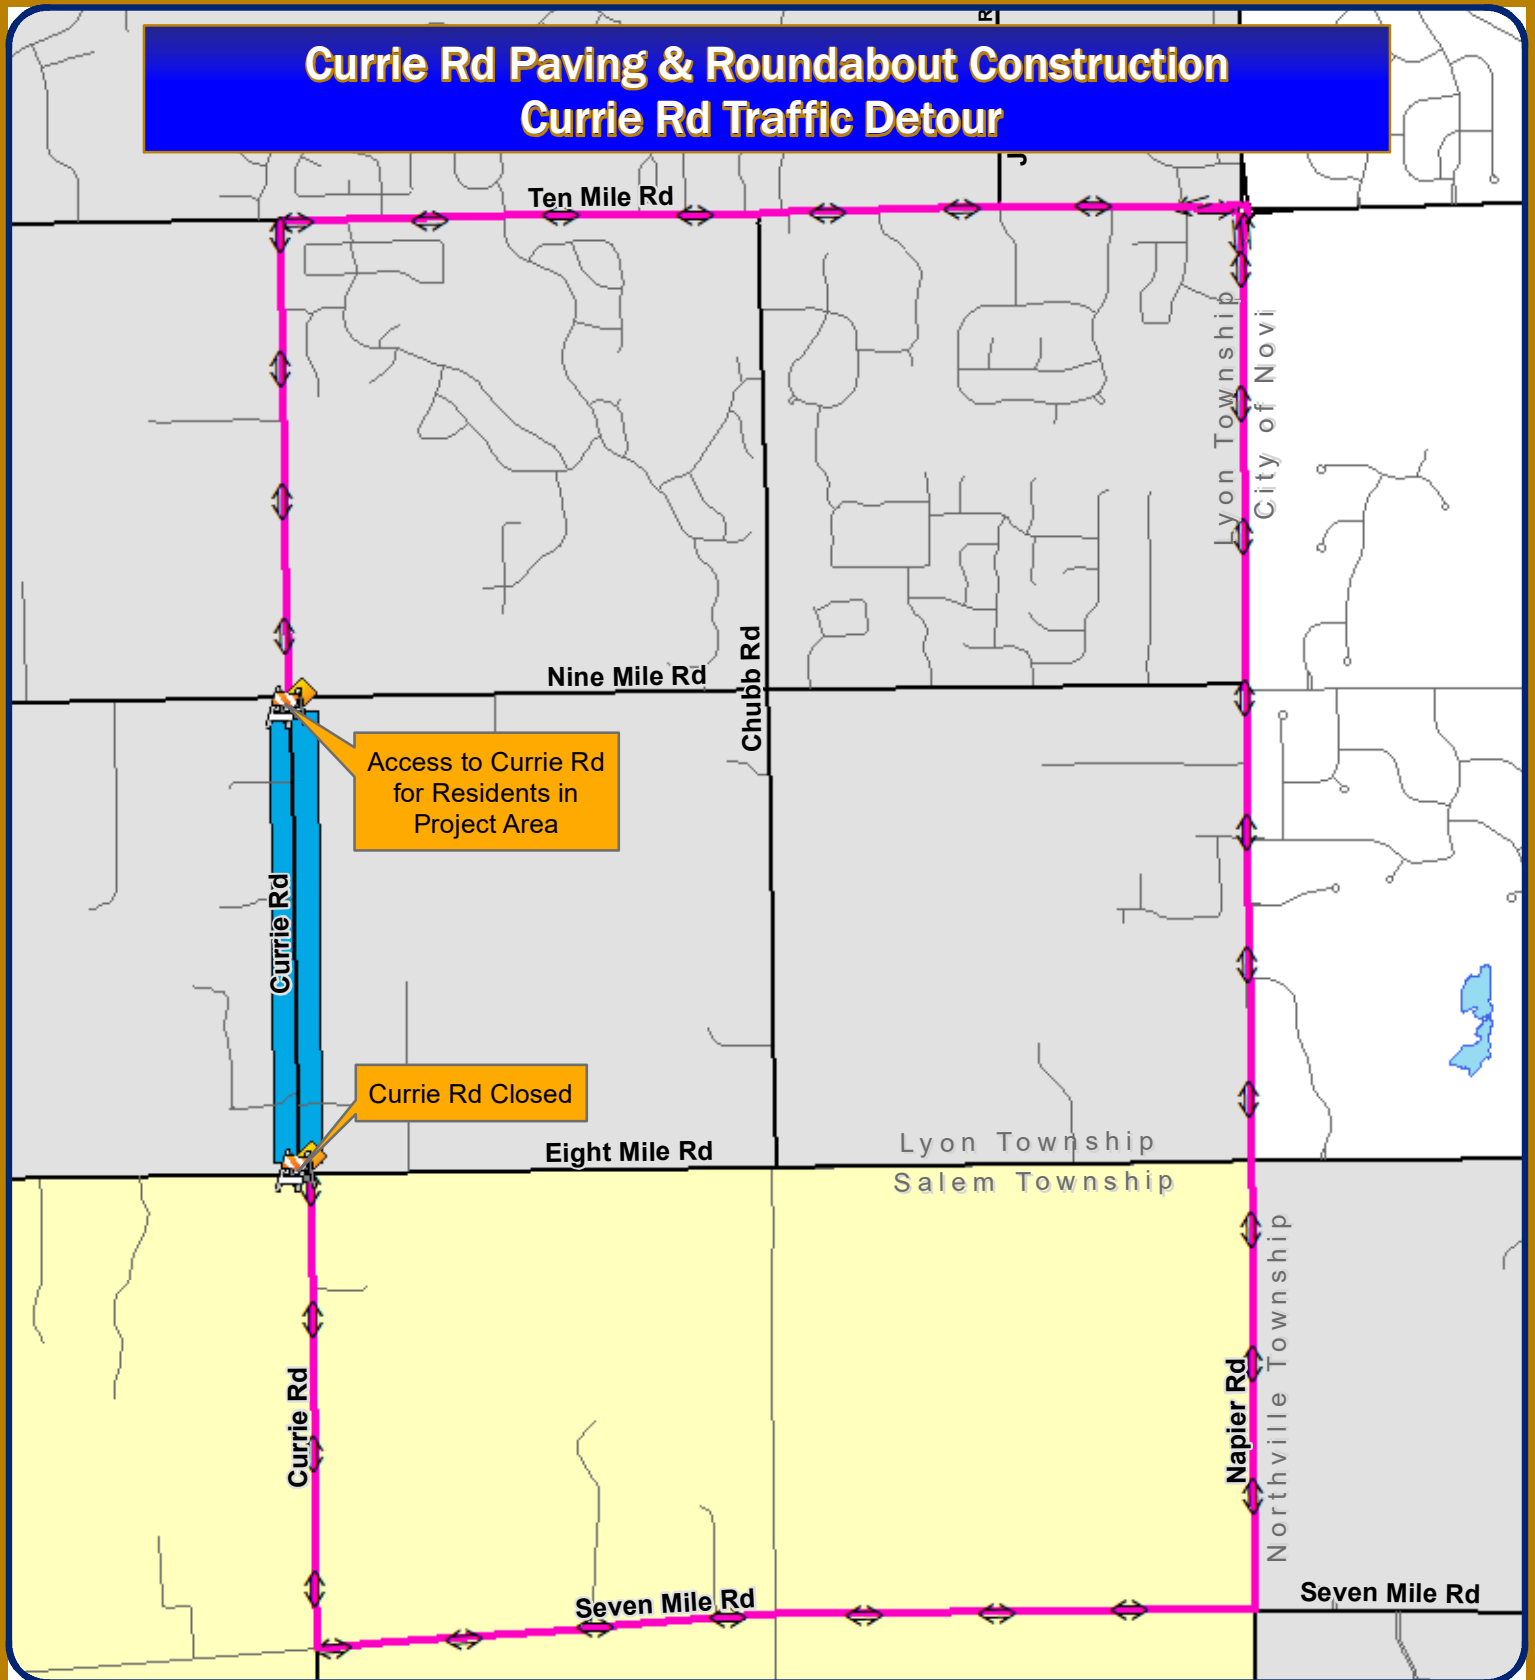 Currie Rd Paving & Roundabout Construction
Currie Rd Traffic Detour
Ten Mile Rd
Lyon Township
City of Novi
Nine Mile Rd
Chubb Rd
Access to Currie Rd
for Residents in
Project Area
Currie Rd
Currie Rd Closed
Eight Mile Rd
Lyon Township
Salem Township
Northville Township
Currie Rd
Napier Rd
Seven Mile Rd
Seven Mile Rd